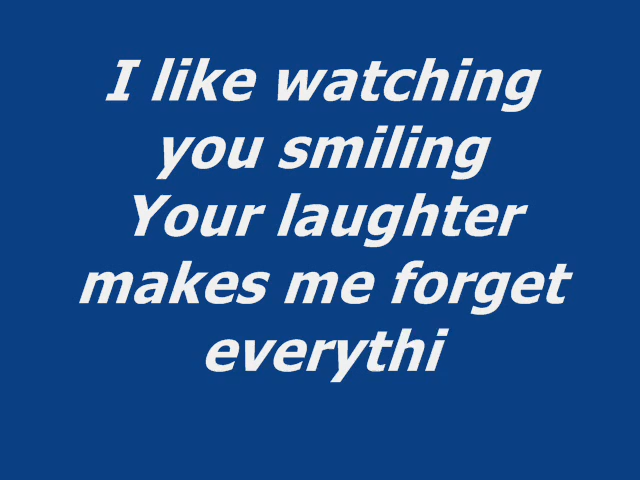 I like watching
you smiling
Your laughter
makes me forget
everythi